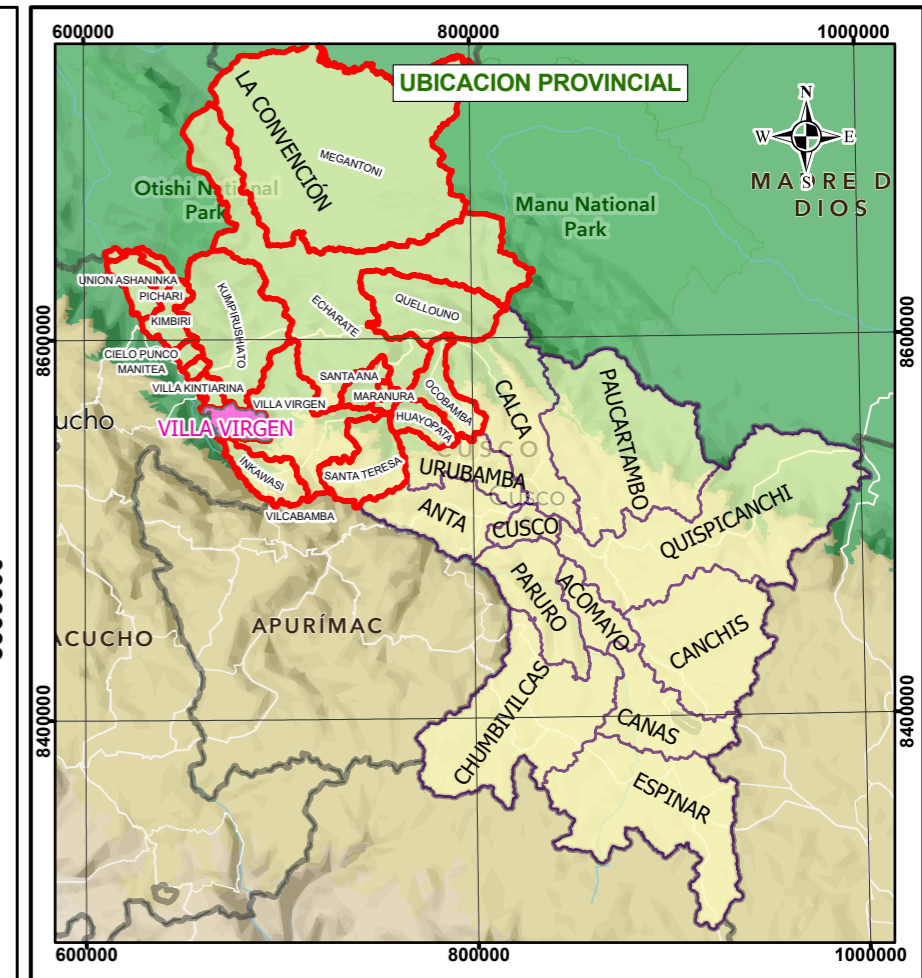 600000
800000
1000000
UBICACION PROVINCIAL
LA CONVENCIÓN
MEGANTONI
N
W
E
S
Otishi National
Park
Manu National
Park
MADRE D
DIOS
UNION ASHANINKA
PICHARI
KIMBIRI
KUMPIRUSHIATO
ECHARATE
QUELLOUNO
8600000
8600000
CIELO PUNCO
MANITEA
VILLA KINTIARINA
VILLA VIRGEN
SANTA ANA
MARANURA
OCOBAMBA
HUAYOPATA
CALCA
PAUCARTAMBO
ucho
VILLA VIRGEN
INKAWASI
SANTA TERESA
VILCABAMBA
CUSCO
URUBAMBA
CUSCO
ANTA
CUSCO
QUISPICANCHI
PARURO
ACOMAYO
CANCHIS
ACUCHO
APURÍMAC
CHUMBIVILCAS
CANAS
ESPINAR
8400000
8400000
600000
800000
1000000